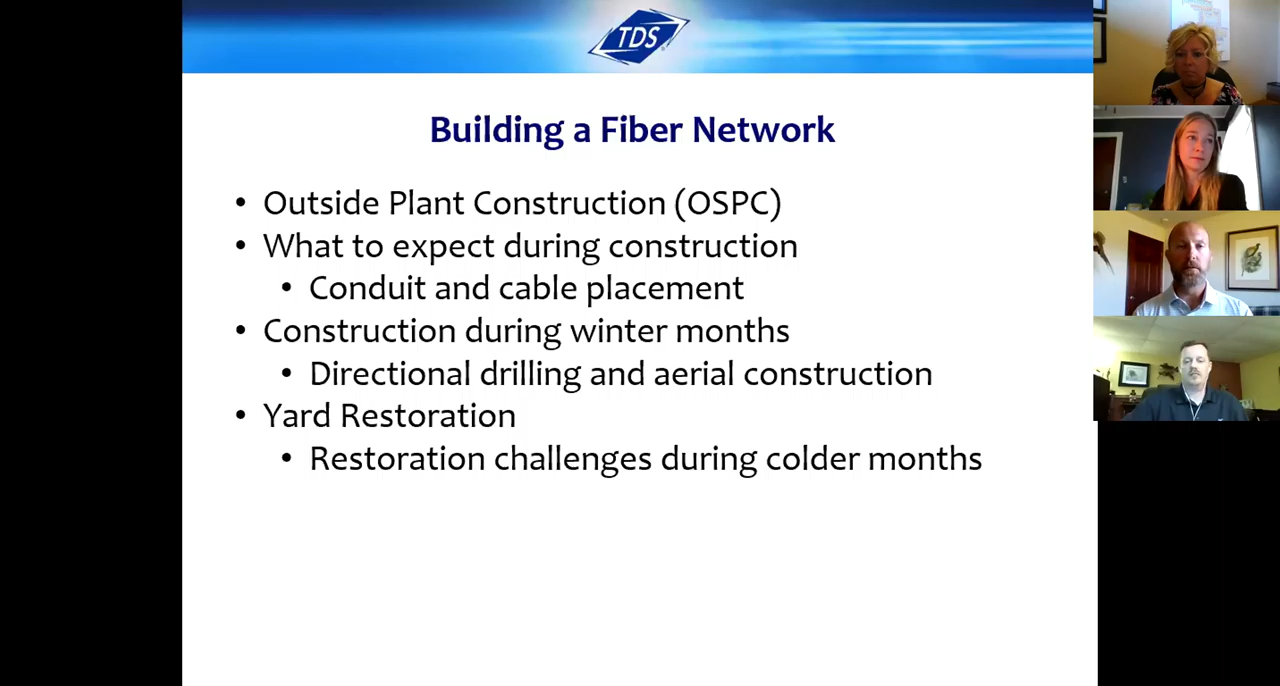 TDS
Building a Fiber Network
• Outside Plant Construction (OSPC)
• What to expect during construction
• Conduit and cable placement
• Construction during winter months
• Directional drilling and aerial construction
• Yard Restoration
• Restoration challenges during colder months